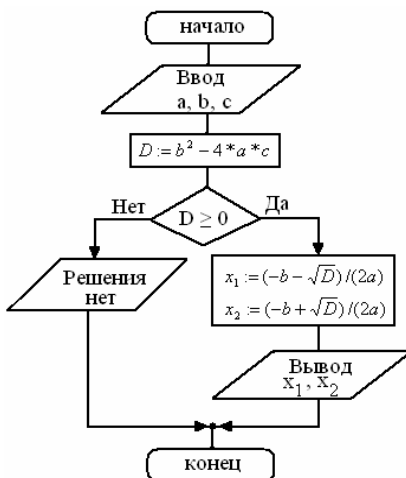 начало
Ввод
a, b, c
D := b² − 4 * a * c
Нет
D ≥ 0
Да
Решения
нет
x₁ := (−b − √D) / (2a)
x₂ := (−b + √D) / (2a)
Вывод
x₁, x₂
конец